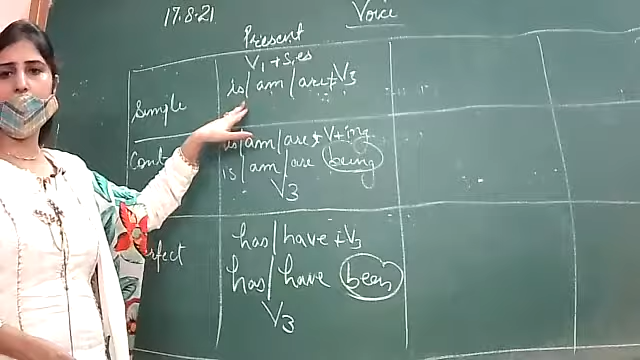 17.8.21
Voice
Present
V1 + s, es
Simple
is/am/are + V3
is/am/are + V+ing
Cont
is/am/are being
V3
has/have + V3
rfect
has/have been
V3